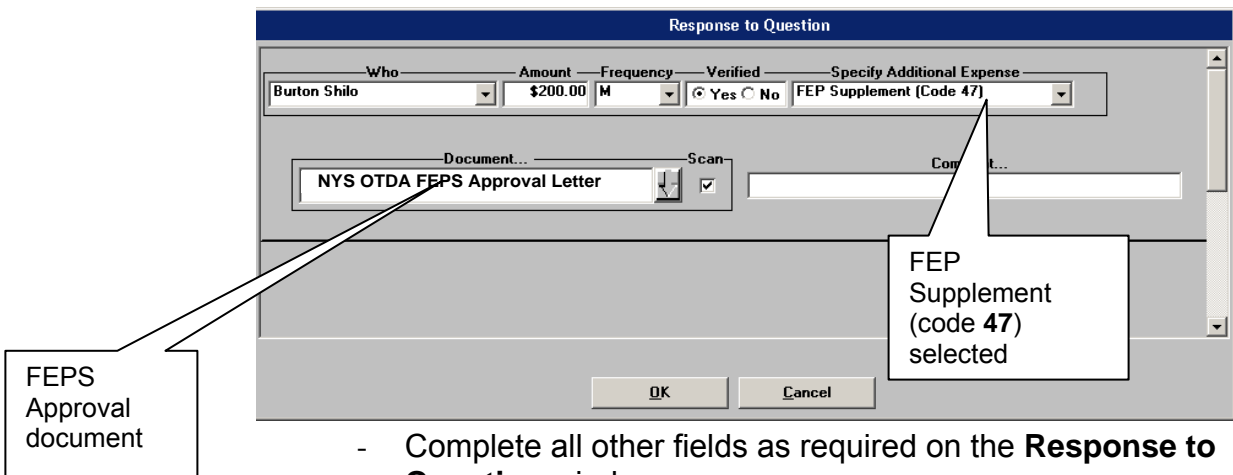 Response to Question
Who Amount Frequency Verified Specify Additional Expense
Burton Shilo $200.00 M Yes No FEP Supplement (Code 47)
Document... Scan
NYS OTDA FEPS Approval Letter
FEP
Supplement
(code 47)
selected
FEPS
Approval
document
OK Cancel
- Complete all other fields as required on the Response to